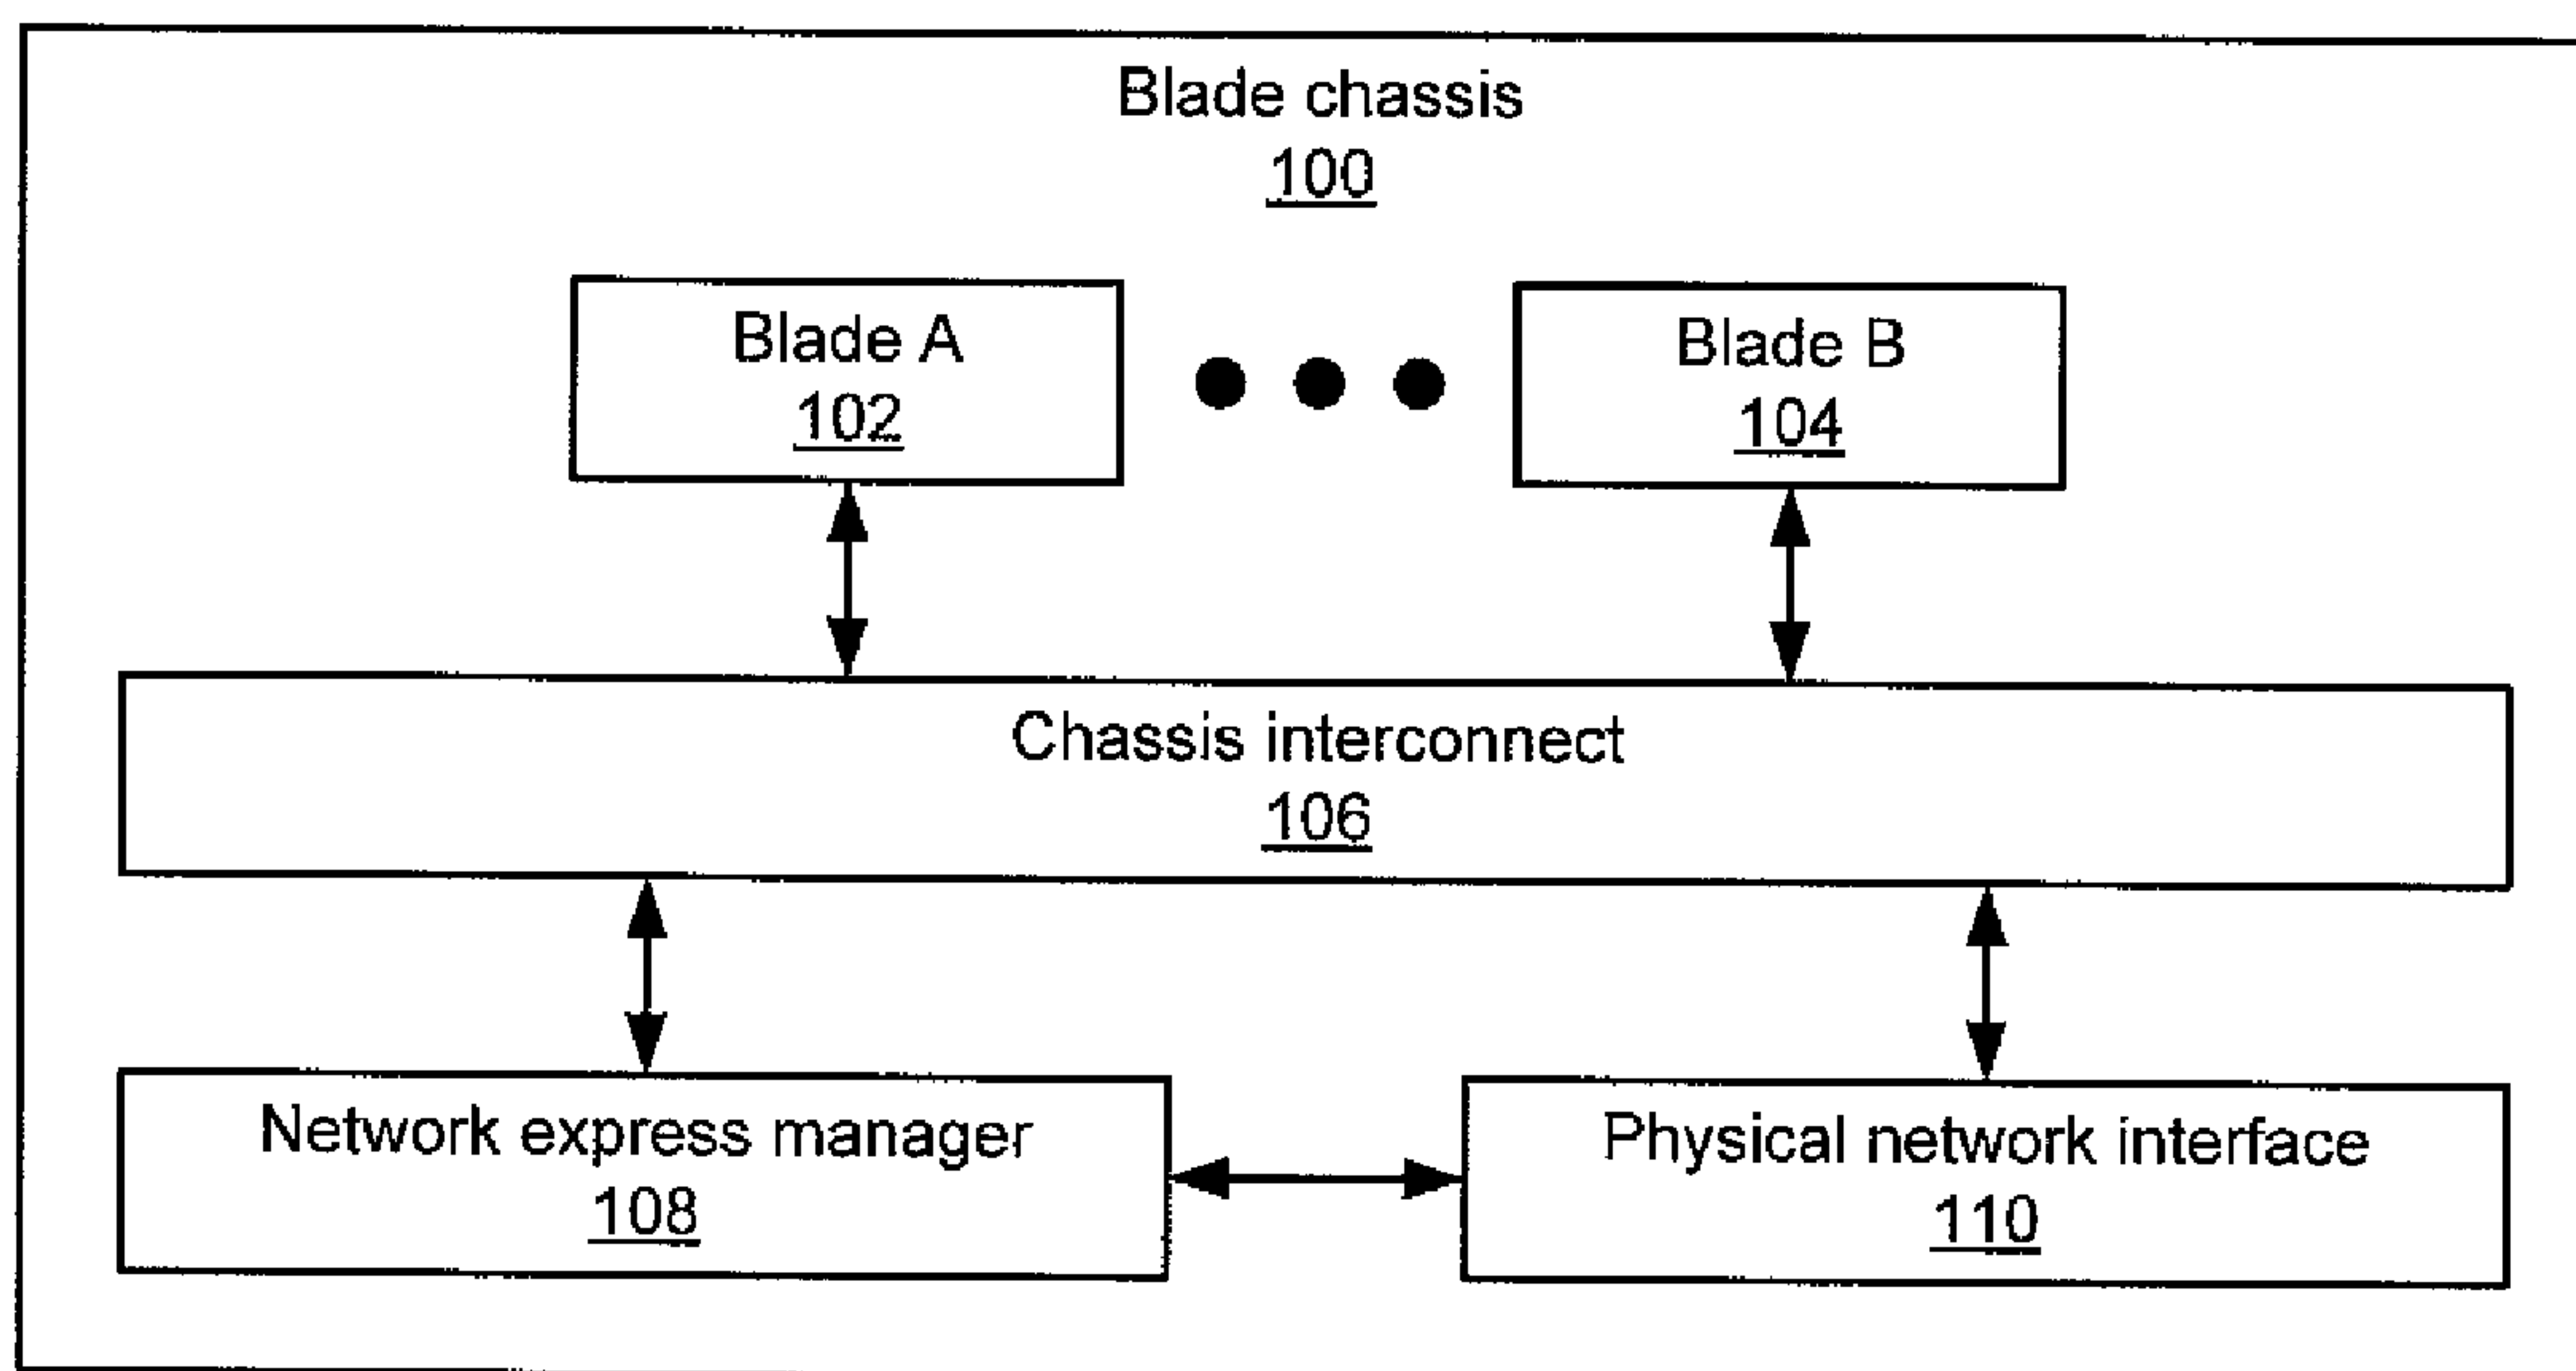 Blade chassis
100
Blade A
102
Blade B
104
Chassis interconnect
106
Network express manager
108
Physical network interface
110